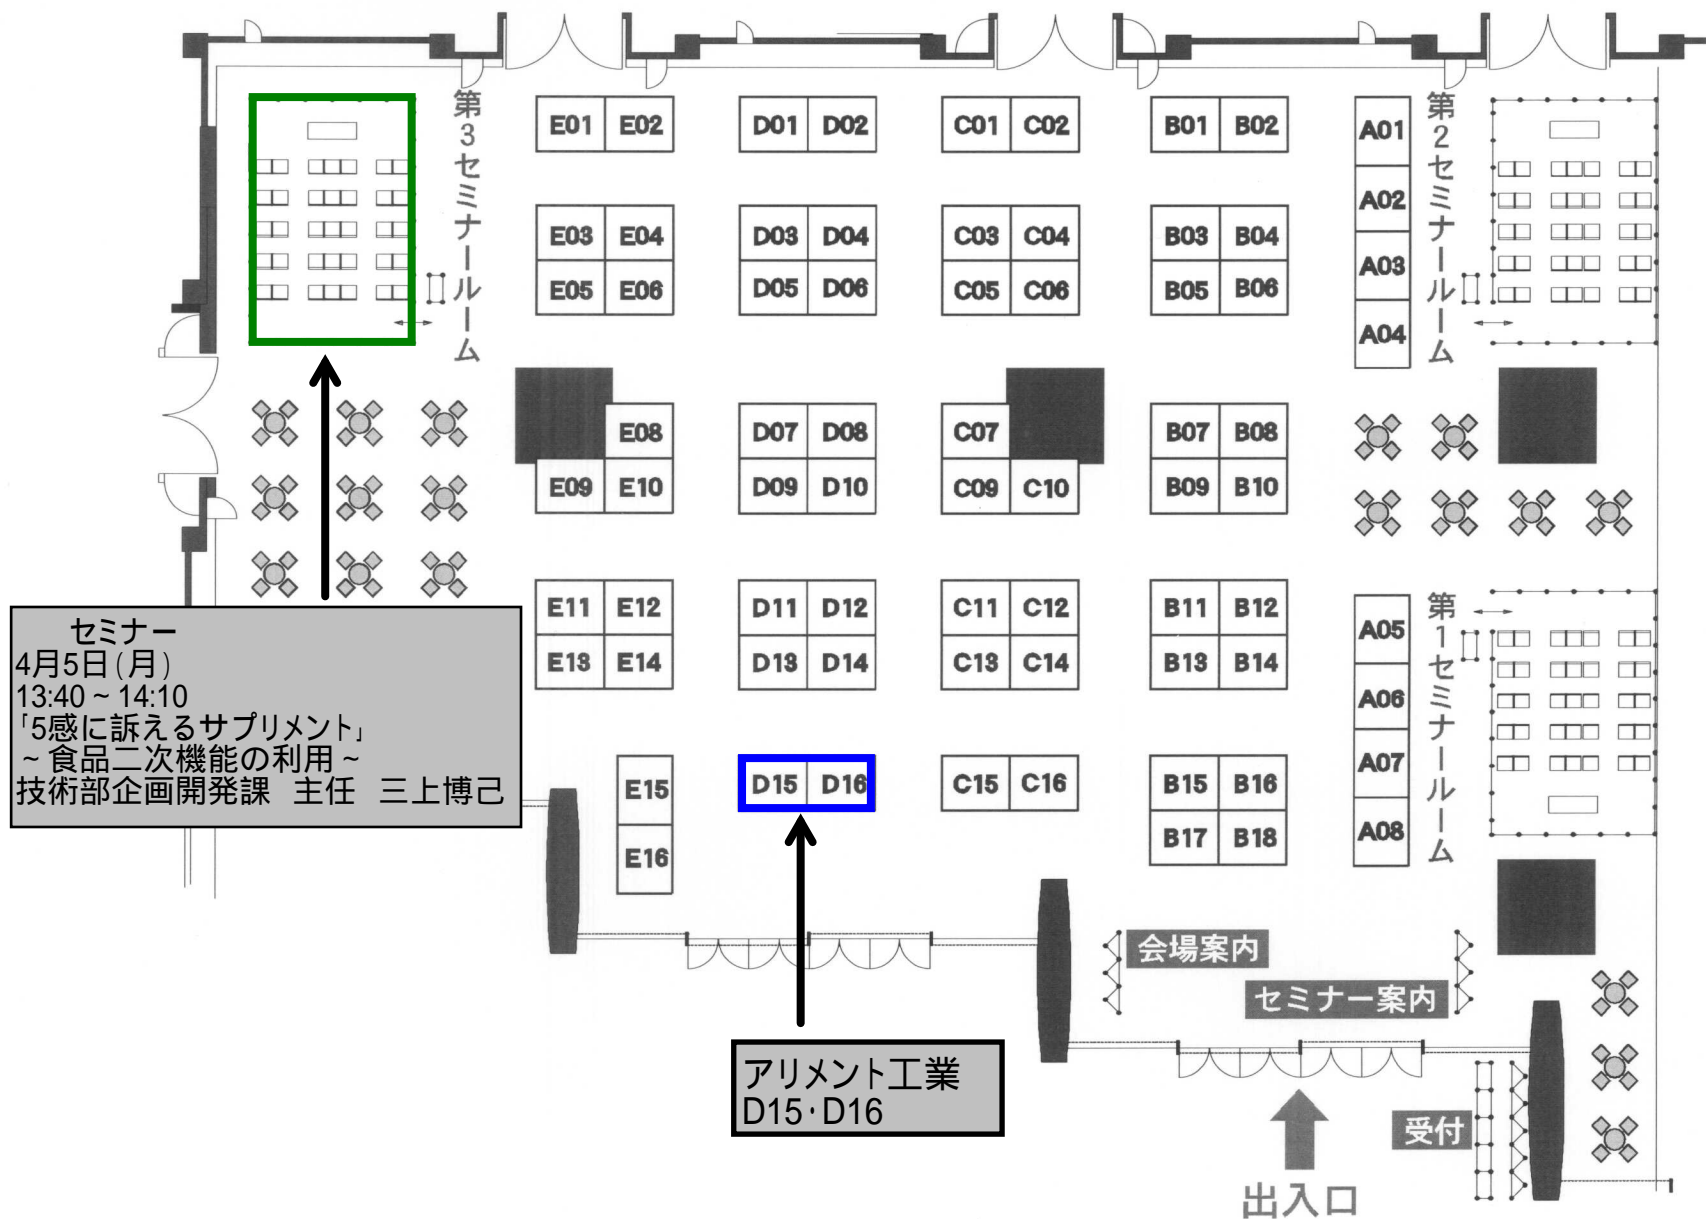 第3セミナールーム
E01 E02
D01 D02
C01 C02
B01 B02
A01
第2セミナールーム
A02
E03 E04
D03 D04
C03 C04
B03 B04
A03
E05 E06
D05 D06
C05 C06
B05 B06
A04
E08
D07 D08
C07
B07 B08
E09 E10
D09 D10
C09 C10
B09 B10
E11 E12
D11 D12
C11 C12
B11 B12
A05
第1セミナールーム
E13 E14
D13 D14
C13 C14
B13 B14
A06
A07
E15
D15 D16
C15 C16
B15 B16
A08
E16
B17 B18
セミナー
4月5日(月)
13:40~14:10
「5感に訴えるサプリメント」
~食品二次機能の利用~
技術部企画開発課 主任 三上博己
会場案内
セミナー案内
アリメント工業
D15・D16
受付
出入口